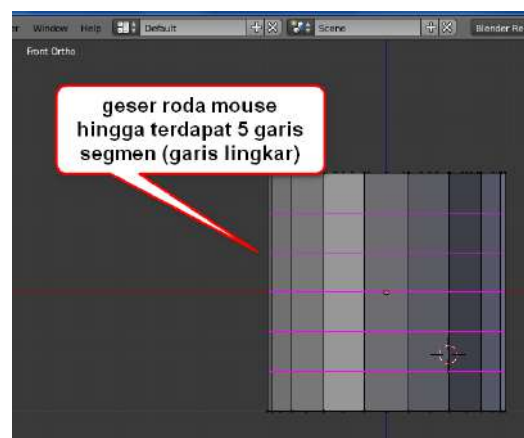 Window Help Default Scene Blender Re
Front Ortho
geser roda mouse
hingga terdapat 5 garis
segmen (garis lingkar)